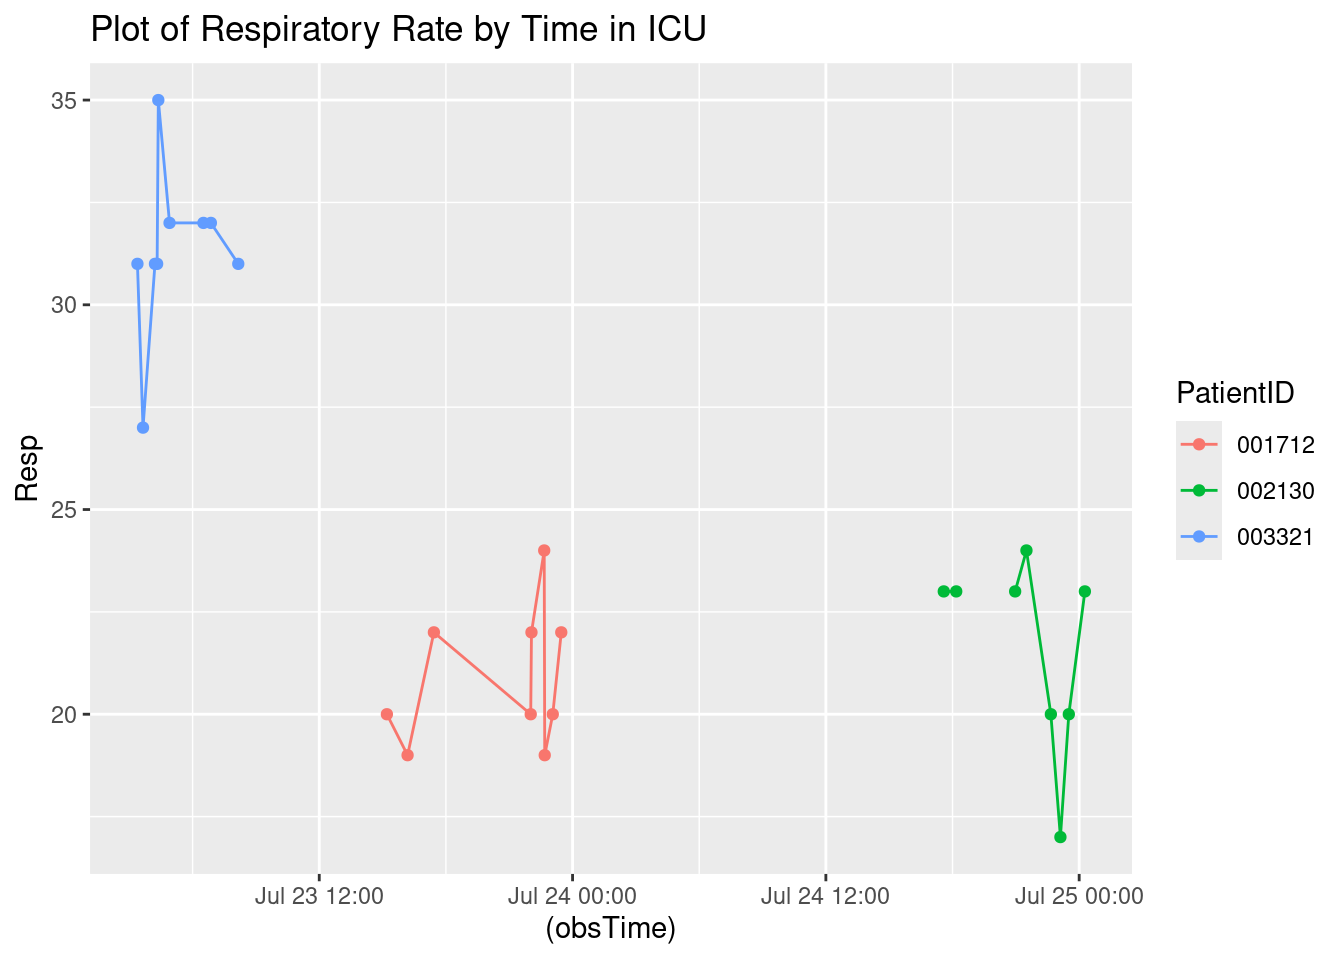 Plot of Respiratory Rate by Time in ICU
35
30
25
20
Resp
Jul 23 12:00
Jul 24 00:00
Jul 24 12:00
Jul 25 00:00
(obsTime)
PatientID
001712
002130
003321